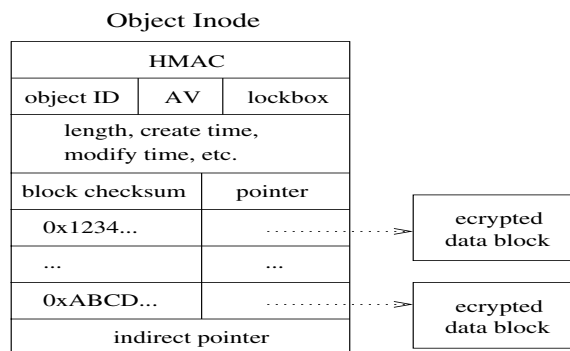 Object Inode
HMAC
object ID AV lockbox
length, create time,
modify time, etc.
block checksum pointer
0x1234...
ecrypted
data block
... ...
0xABCD...
ecrypted
data block
indirect pointer